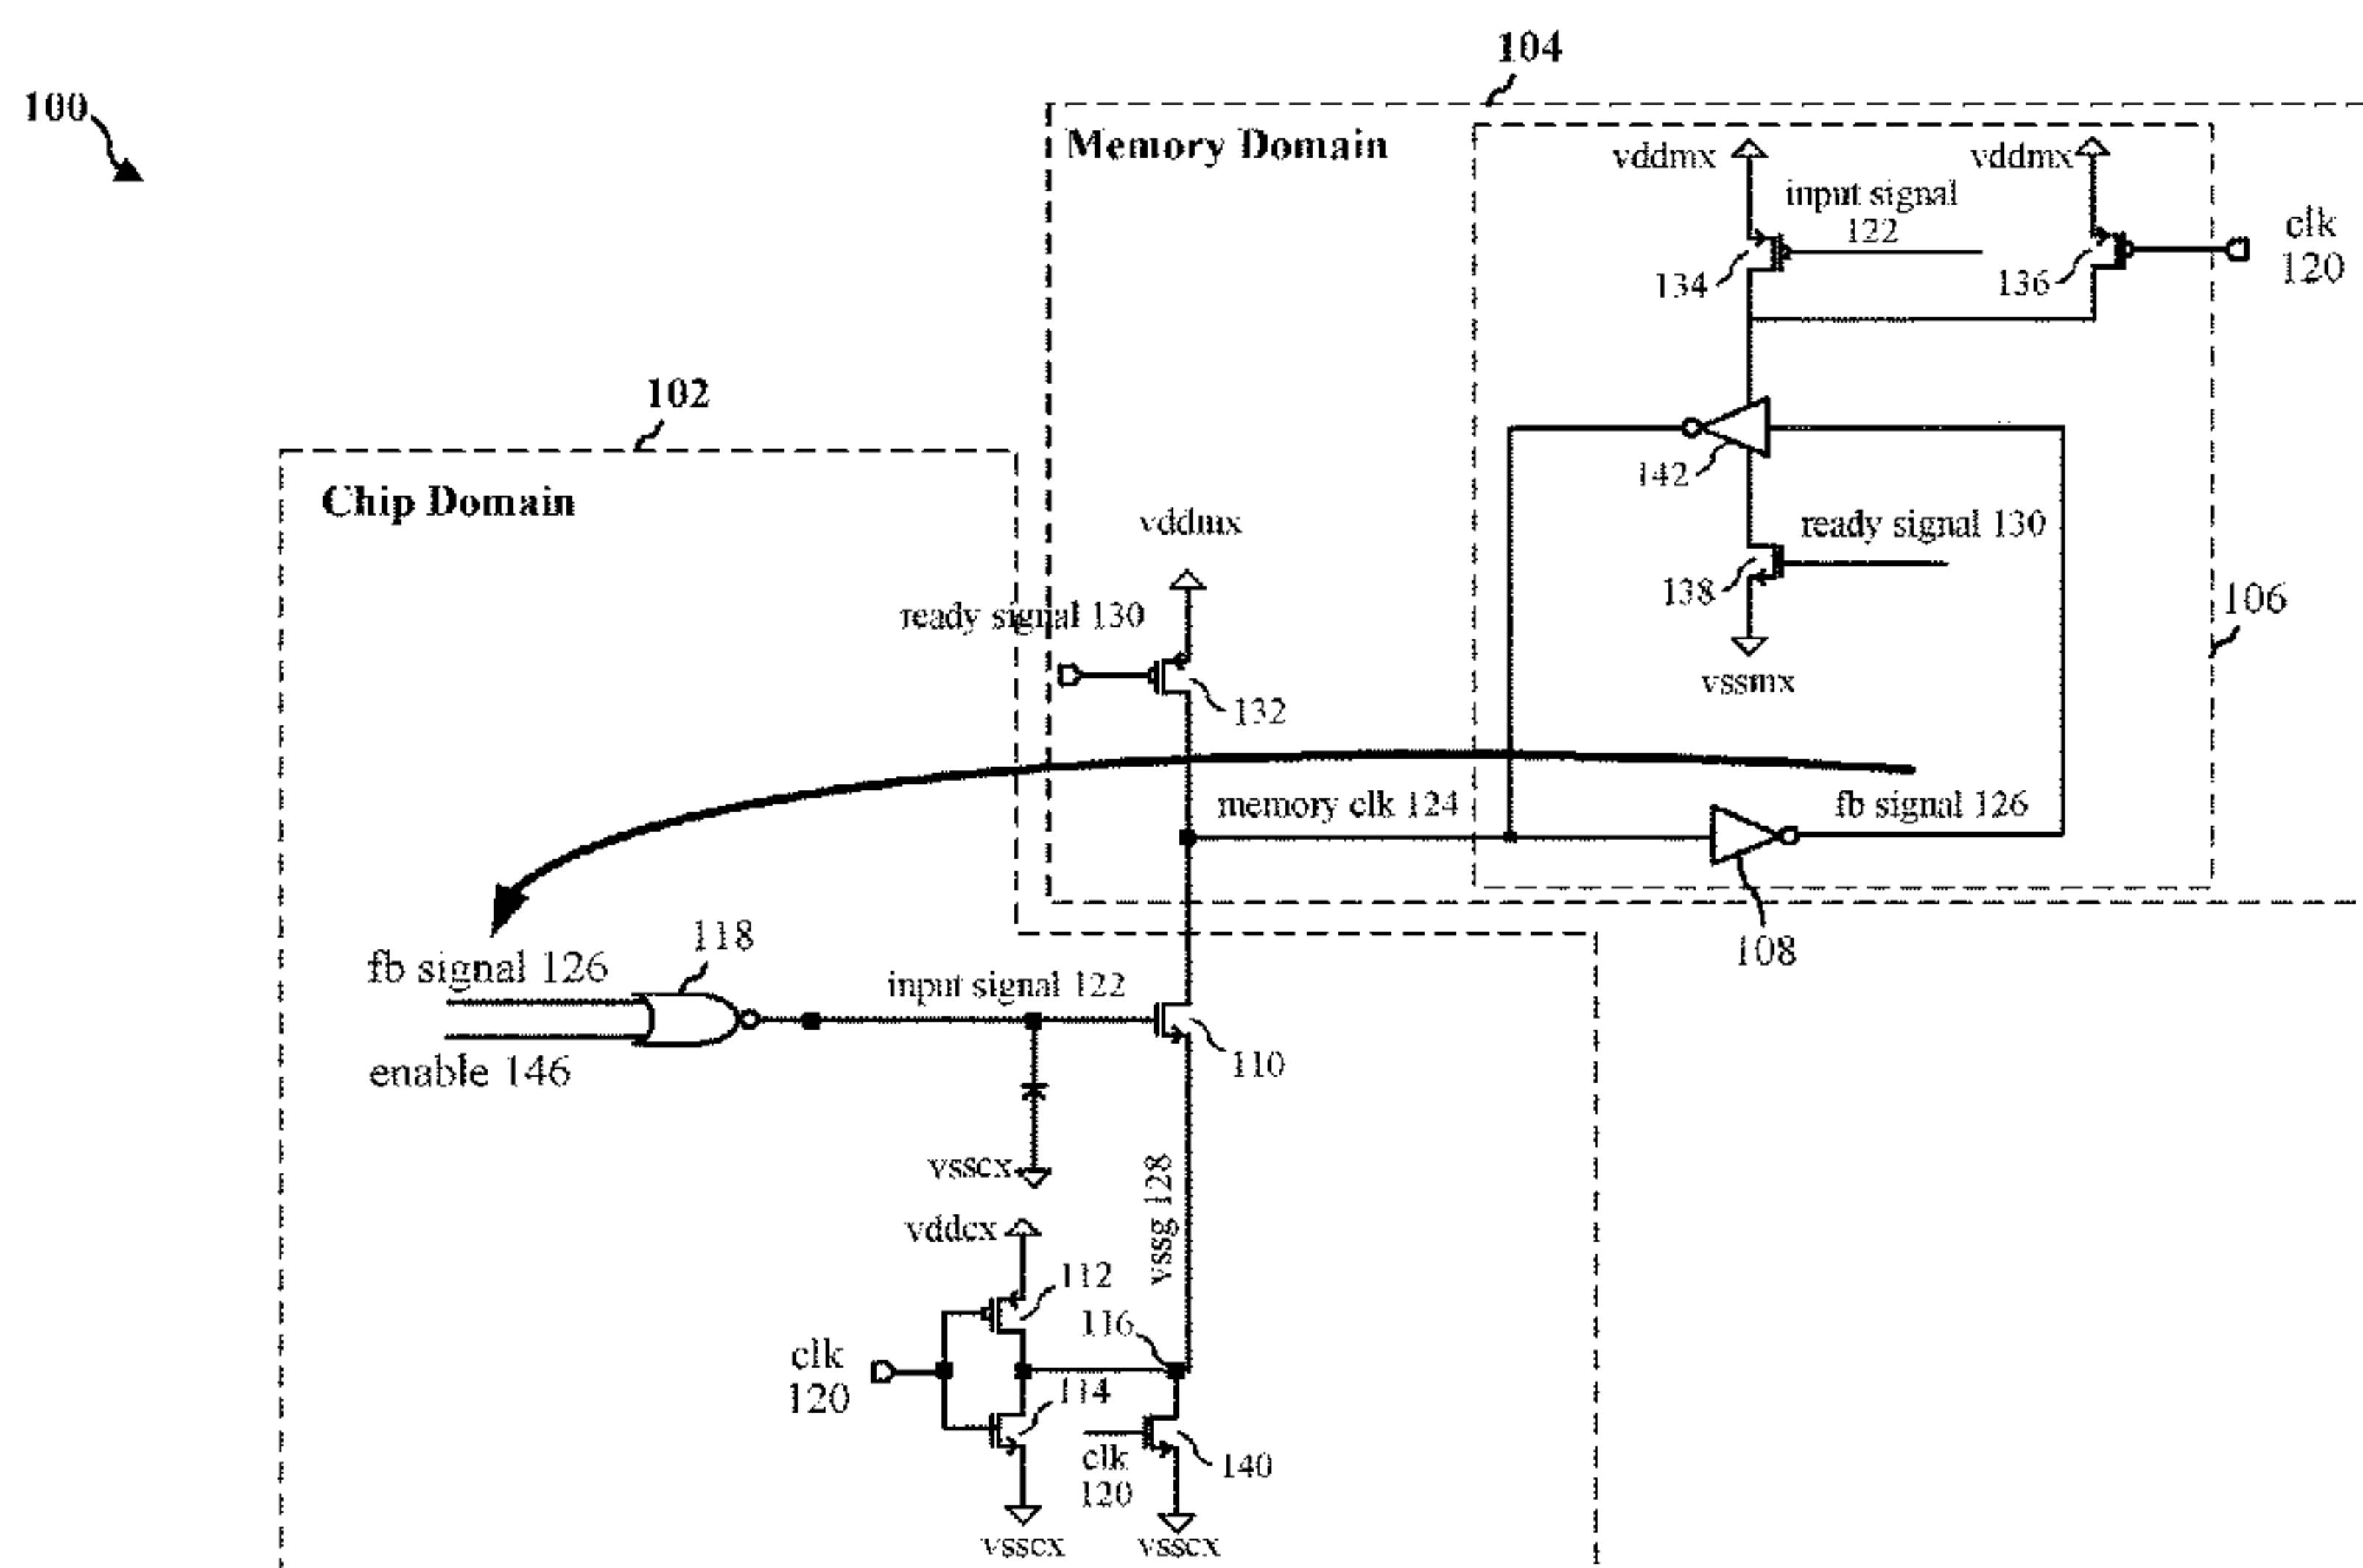 104
100
Memory Domain
vddmx
vddmx
input signal
122
clk
120
134
136
102
Chip Domain
142
vddmx
ready signal 130
138
ready signal 130
106
vssmx
132
memory clk 124
fb signal 126
118
fb signal 126
108
input signal 122
110
enable 146
vsscx
vssg 128
vddcx
112
116
clk
120
114
clk
120
140
vsscx
vsscx